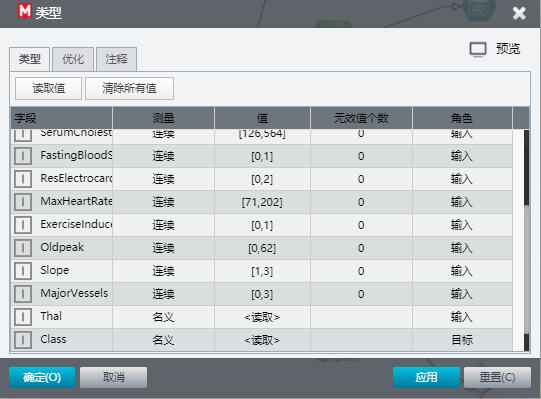 M 类型
预览
类型 优化 注释
读取值 清除所有值
字段 测量 值 无效值个数 角色
SerumCholest 连续 [126,564] 0 输入
FastingBloodS 连续 [0,1] 0 输入
ResElectrocard 连续 [0,2] 0 输入
MaxHeartRate 连续 [71,202] 0 输入
ExerciseInduce 连续 [0,1] 0 输入
Oldpeak 连续 [0,62] 0 输入
Slope 连续 [1,3] 0 输入
MajorVessels 连续 [0,3] 0 输入
Thal 名义 <读取> 输入
Class 名义 <读取> 目标
确定(O) 取消 应用 重置(C)